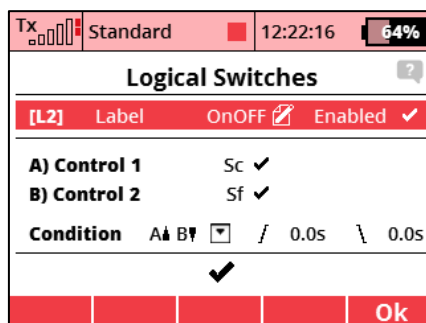 Tx Standard 12:22:16 64%
Logical Switches ?
[L2] Label OnOFF Enabled
A) Control 1 Sc
B) Control 2 Sf
Condition A B 0.0s 0.0s
Ok